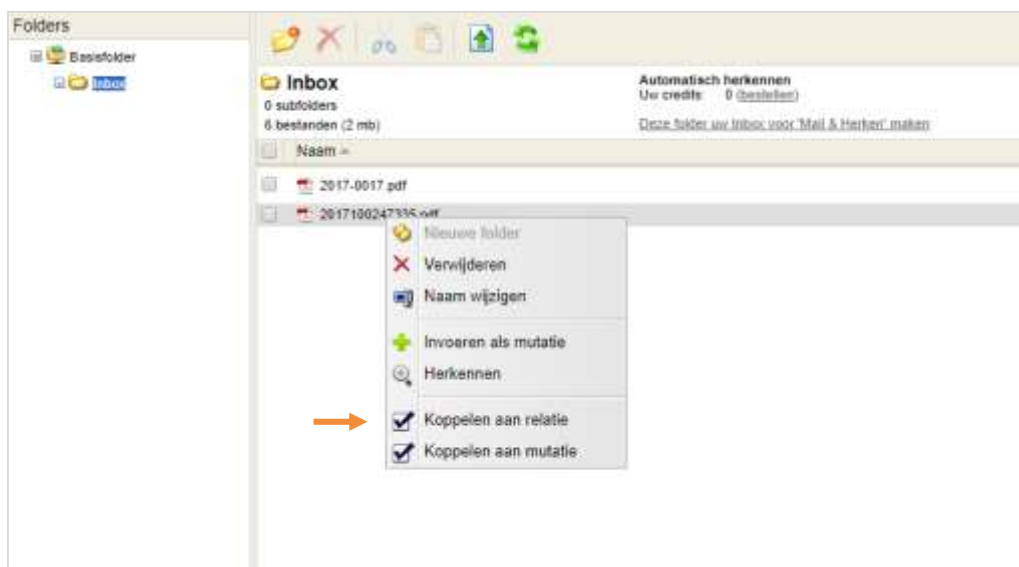 Folders
Basisfolder
Inbox
Inbox
0 subfolders
6 bestanden (2 mb)
Automatisch herkennen
Uw credits: 0 (bestellen)
Deze folder uw Inbox voor 'Mail & Herken' maken
Naam
2017-0017.pdf
2017100247335.pdf
Nieuwe folder
Verwijderen
Naam wijzigen
Invoeren als mutatie
Herkennen
Koppelen aan relatie
Koppelen aan mutatie